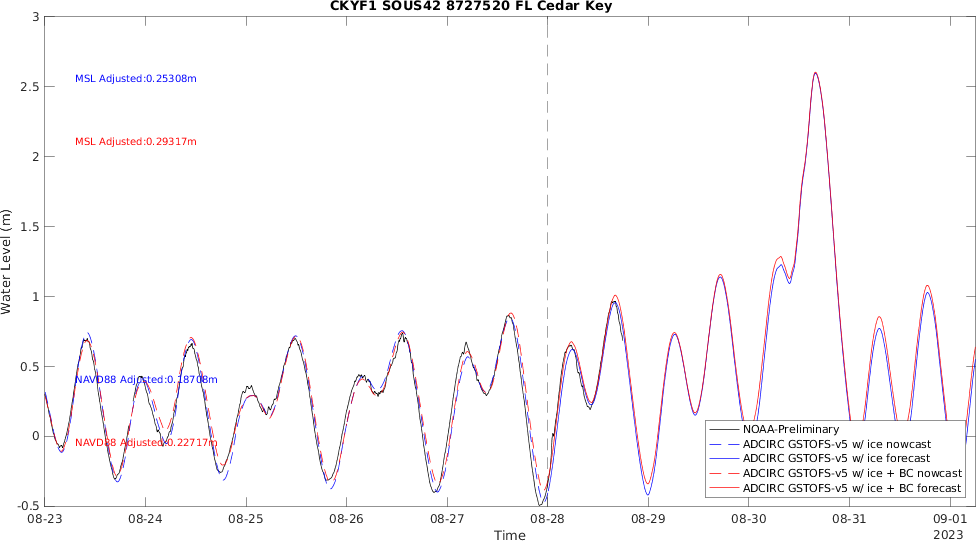 CKYF1 SOUS42 8727520 FL Cedar Key
3
2.5
2
1.5
1
0.5
0
-0.5
Water Level (m)
MSL Adjusted:0.25308m
MSL Adjusted:0.29317m
NAVD88 Adjusted:0.18708m
NAVD88 Adjusted:0.22717m
NOAA-Preliminary
ADCIRC GSTOFS-v5 w/ ice nowcast
ADCIRC GSTOFS-v5 w/ ice forecast
ADCIRC GSTOFS-v5 w/ ice + BC nowcast
ADCIRC GSTOFS-v5 w/ ice + BC forecast
08-23 08-24 08-25 08-26 08-27 08-28 08-29 08-30 08-31 09-01
2023
Time